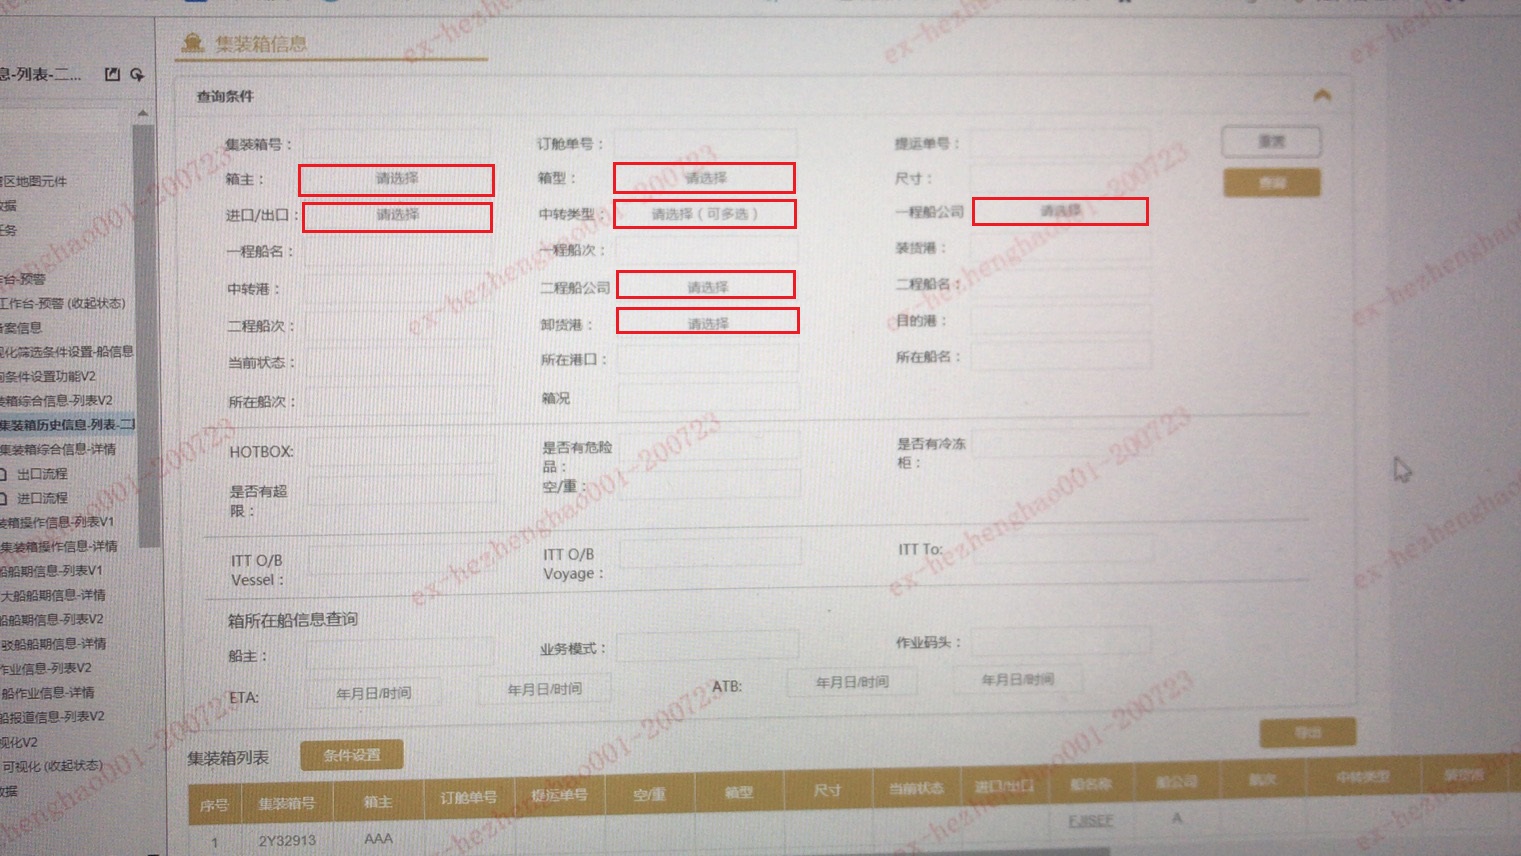 集装箱信息
息-列表-二...
查询条件
集装箱号：
订舱单号：
提运单号：
重置
箱主：
请选择
箱型：
请选择
尺寸：
查询
管区地图元件
数据
任务
进口/出口：
请选择
中转类型：
请选择（可多选）
一程船公司
请选择
一程船名：
一程船次：
装货港：
作台-预警
工作台-预警 (收起状态)
备案信息
中转港：
二程船公司
请选择
二程船名：
二程船次：
卸货港：
请选择
目的港：
视化筛选条件设置-船信息
询条件设置功能V2
当前状态：
所在港口：
所在船名：
装箱综合信息-列表V2
所在船次：
箱况
集装箱历史信息-列表-二
集装箱综合信息-详情
出口流程
进口流程
HOTBOX:
是否有危险
品：
是否有冷冻
柜：
是否有超
限：
空/重：
装箱操作信息-列表V1
集装箱操作信息-详情
船船期信息-列表V1
大船船期信息-详情
船船期信息-列表V2
驳船船期信息-详情
作业信息-列表V2
船作业信息-详情
船报道信息-列表V2
视化V2
可视化 (收起状态)
数据
ITT O/B
Vessel：
ITT O/B
Voyage：
ITT To:
箱所在船信息查询
船主：
业务模式：
作业码头：
ETA:
年月日/时间
年月日/时间
ATB:
年月日/时间
年月日/时间
集装箱列表
条件设置
导出
序号
集装箱号
箱主
订舱单号
提运单号
空/重
箱型
尺寸
当前状态
进口/出口
船名称
船公司
航次
中转类型
装货港
1
2Y32913
AAA
FJISEF
A
ex-hezhenghao001-200723